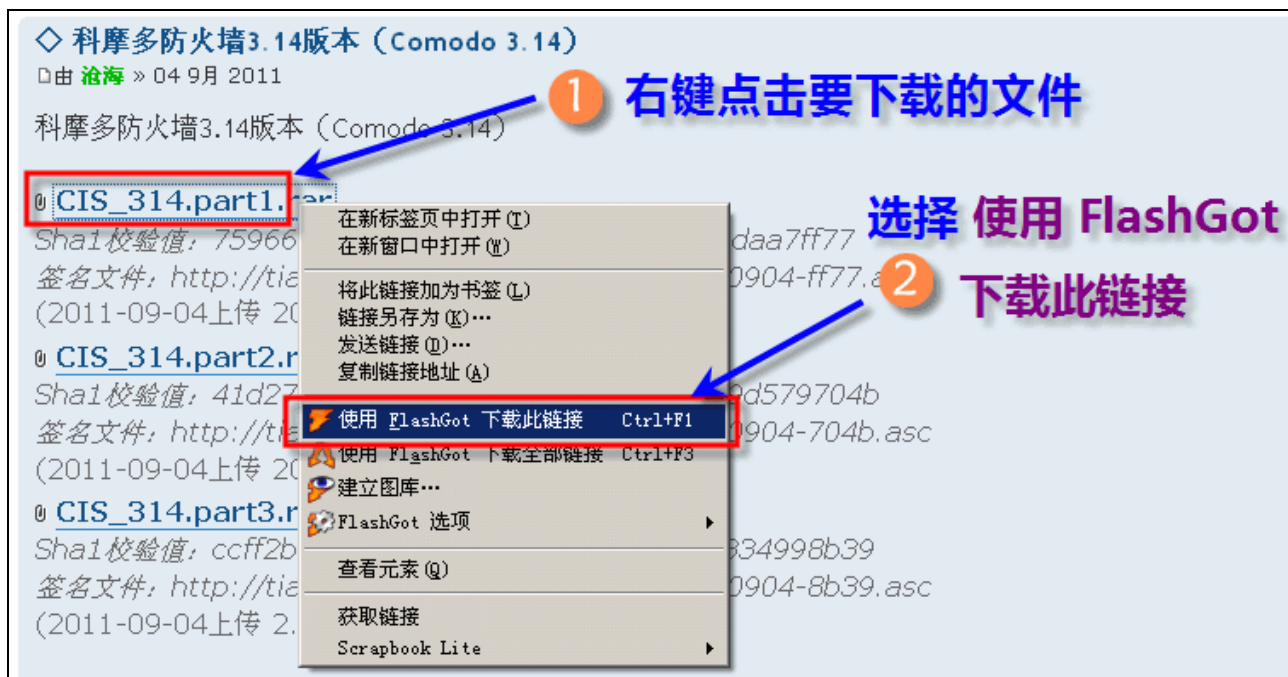 ◇ 科摩多防火墙3.14版本（Comodo 3.14）
由 沧海 » 04 9月 2011
1 右键点击要下载的文件
科摩多防火墙3.14版本（Comodo 3.14）
CIS_314.part1.rar
Sha1校验值：75966
daa7ff77
签名文件：http://tia
0904-ff77.a
(2011-09-04上传 20
CIS_314.part2.r
Sha1校验值：41d27
9d579704b
签名文件：http://tia
0904-704b.asc
(2011-09-04上传 20
CIS_314.part3.r
Sha1校验值：ccff2b
334998b39
签名文件：http://tia
0904-8b39.asc
(2011-09-04上传 2.
在新标签页中打开(T)
在新窗口中打开(W)
将此链接加为书签(L)
链接另存为(K)…
发送链接(D)…
复制链接地址(A)
使用 FlashGot 下载此链接 Ctrl+F1
使用 FlashGot 下载全部链接 Ctrl+F3
建立图库…
FlashGot 选项
查看元素(Q)
获取链接
Scrapbook Lite
选择 使用 FlashGot
2 下载此链接